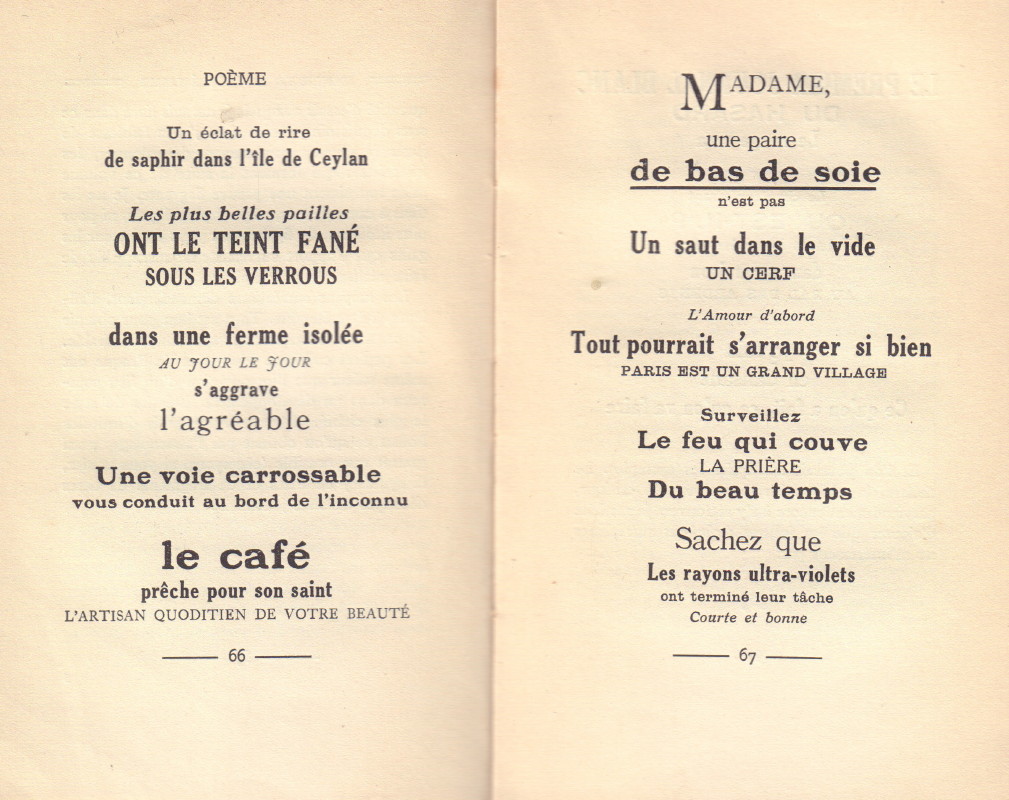 POÈME
Un éclat de rire
de saphir dans l'île de Ceylan
Les plus belles pailles
ONT LE TEINT FANÉ
SOUS LES VERROUS
dans une ferme isolée
AU JOUR LE JOUR
s'aggrave
l'agréable
Une voie carrossable
vous conduit au bord de l'inconnu
le café
prêche pour son saint
L'ARTISAN QUODITIEN DE VOTRE BEAUTÉ
66
MADAME,
une paire
de bas de soie
n'est pas
Un saut dans le vide
UN CERF
L'Amour d'abord
Tout pourrait s'arranger si bien
PARIS EST UN GRAND VILLAGE
Surveillez
Le feu qui couve
LA PRIÈRE
Du beau temps
Sachez que
Les rayons ultra-violets
ont terminé leur tâche
Courte et bonne
67